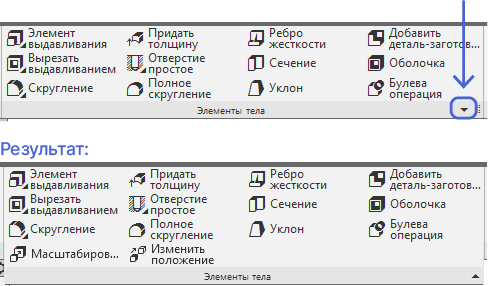 Элемент выдавливания
Придать толщину
Ребро жесткости
Добавить деталь-заготов...
Вырезать выдавливанием
Отверстие простое
Сечение
Оболочка
Скругление
Полное скругление
Уклон
Булева операция
Элементы тела
Результат:
Элемент выдавливания
Придать толщину
Ребро жесткости
Добавить деталь-заготов...
Вырезать выдавливанием
Отверстие простое
Сечение
Оболочка
Скругление
Полное скругление
Уклон
Булева операция
Масштабиров...
Изменить положение
Элементы тела